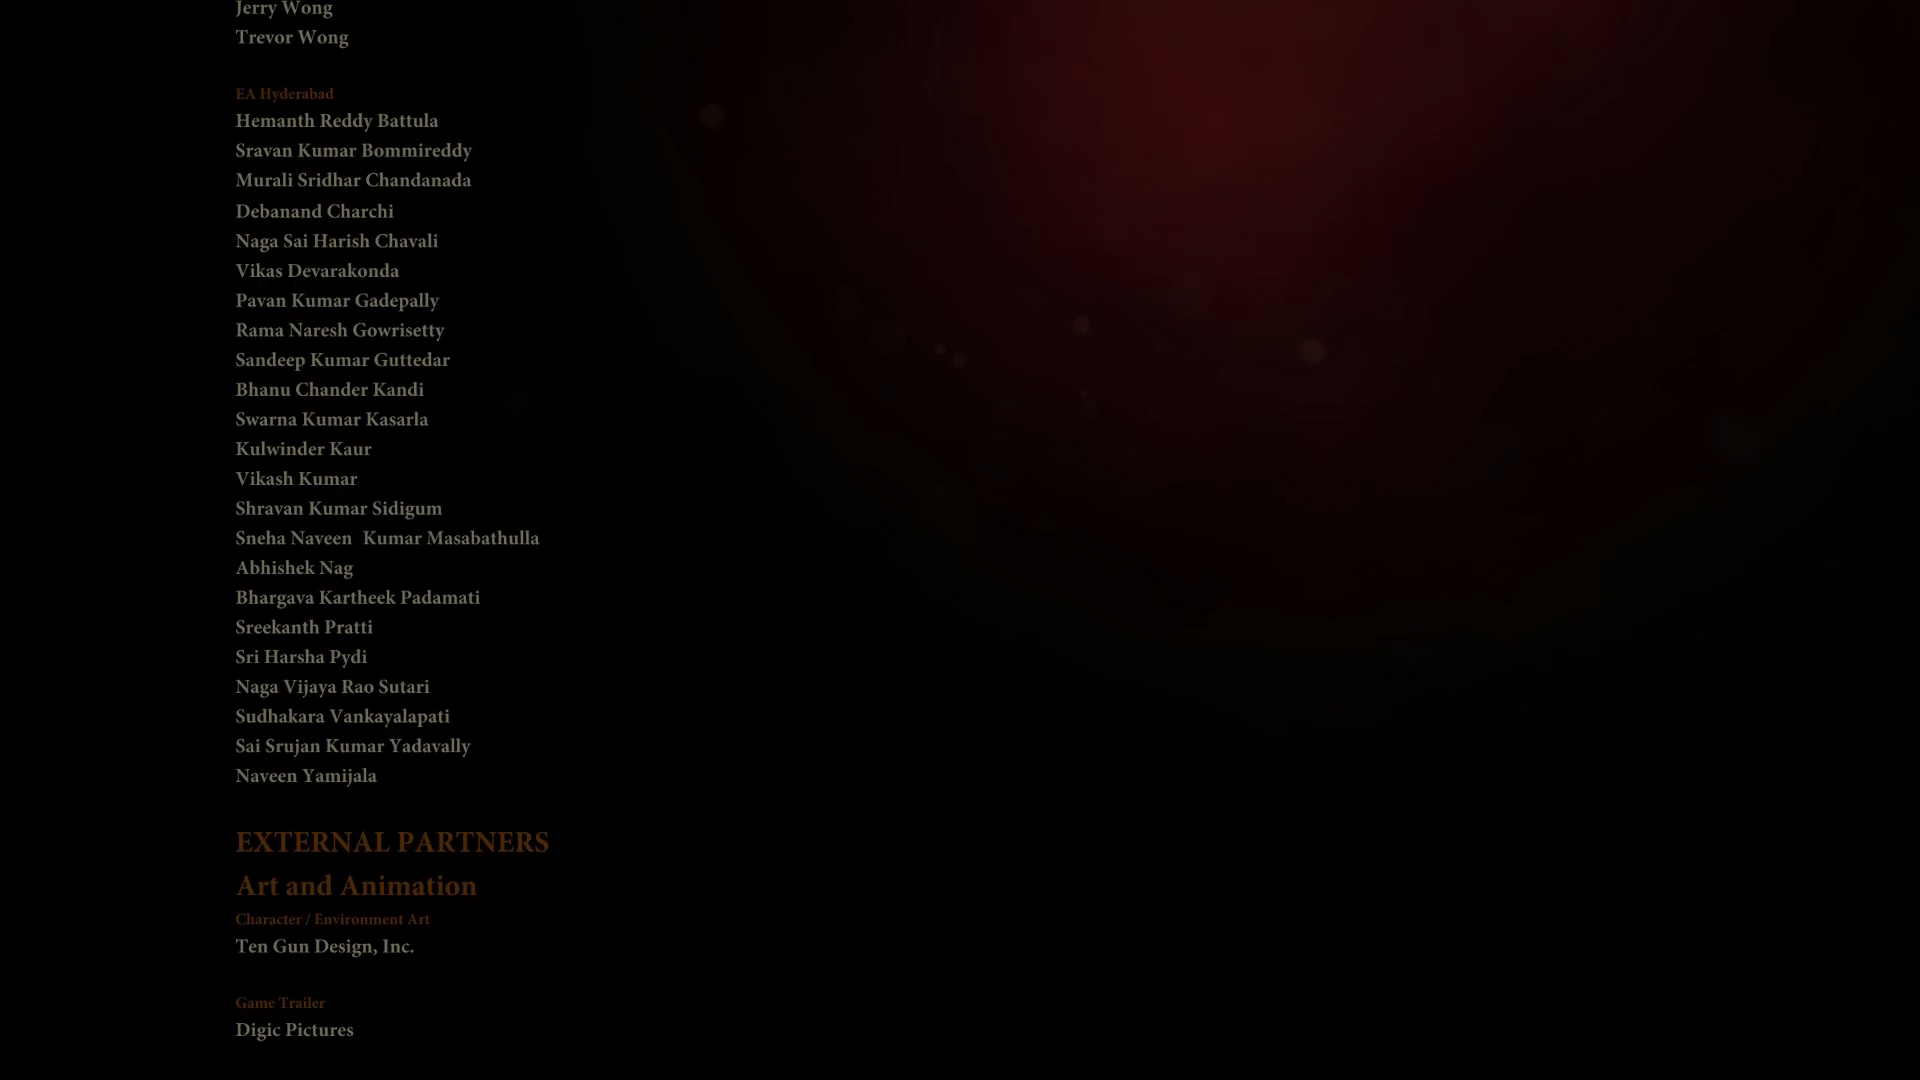 Jerry Wong
Trevor Wong
EA Hyderabad
Hemanth Reddy Battula
Sravan Kumar Bommireddy
Murali Sridhar Chandanada
Debanand Charchi
Naga Sai Harish Chavali
Vikas Devarakonda
Pavan Kumar Gadepally
Rama Naresh Gowrisetty
Sandeep Kumar Guttedar
Bhanu Chander Kandi
Swarna Kumar Kasarla
Kulwinder Kaur
Vikash Kumar
Shravan Kumar Sidigum
Sneha Naveen  Kumar Masabathulla
Abhishek Nag
Bhargava Kartheek Padamati
Sreekanth Pratti
Sri Harsha Pydi
Naga Vijaya Rao Sutari
Sudhakara Vankayalapati
Sai Srujan Kumar Yadavally
Naveen Yamijala
EXTERNAL PARTNERS
Art and Animation
Character / Environment Art
Ten Gun Design, Inc.
Game Trailer
Digic Pictures